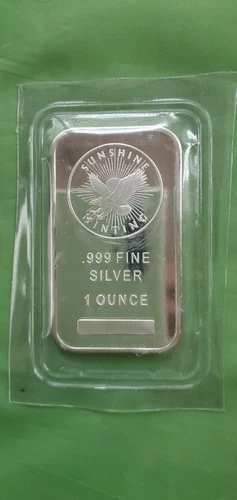 SUNSHINE
MINTING
.999 FINE
SILVER
1 OUNCE